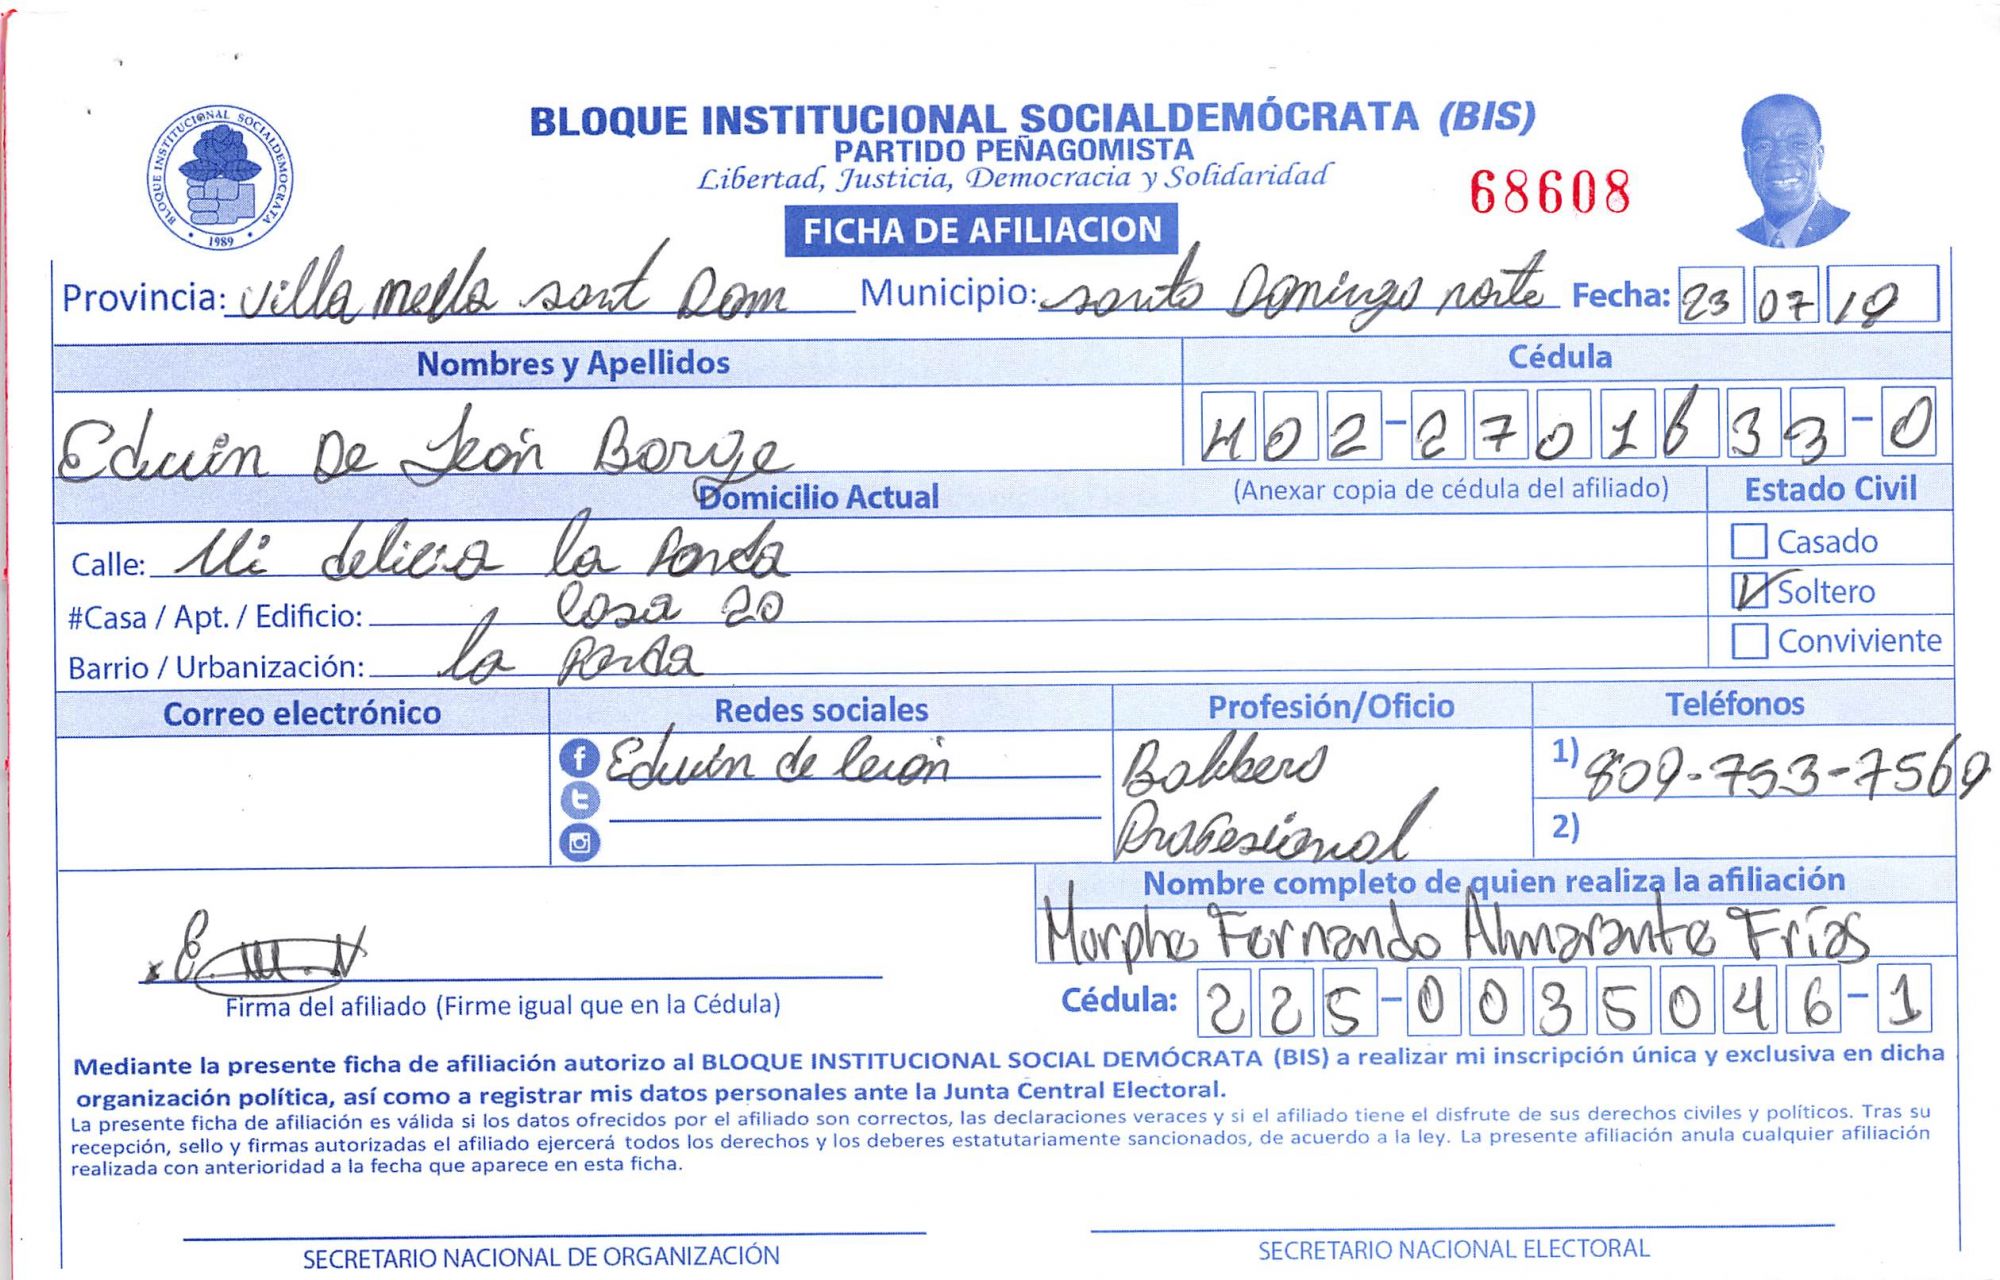 BLOQUE INSTITUCIONAL SOCIALDEMOCRATA
1989
BLOQUE INSTITUCIONAL SOCIALDEMÓCRATA (BIS)
PARTIDO PEÑAGOMISTA
Libertad, Justicia, Democracia y Solidaridad
68608
FICHA DE AFILIACION
Provincia: Villa mella sant Dom Municipio: santo Domingo norte Fecha: 23 07 19
Nombres y Apellidos Cédula
Edwin De León Borge 402-2701633-0
Domicilio Actual (Anexar copia de cédula del afiliado) Estado Civil
Calle: Mi delicia la Casado
#Casa / Apt. / Edificio: Casa 20 Soltero
Barrio / Urbanización: la Conviviente
Correo electrónico Redes sociales Profesión/Oficio Teléfonos
Edwin de león Bakbero 1) 809-753-7569
Profesional 2)
Nombre completo de quien realiza la afiliación
Morphe Fernando Almarante Frías
Firma del afiliado (Firme igual que en la Cédula) Cédula: 225-0035046-1
Mediante la presente ficha de afiliación autorizo al BLOQUE INSTITUCIONAL SOCIAL DEMÓCRATA (BIS) a realizar mi inscripción única y exclusiva en dicha
organización política, así como a registrar mis datos personales ante la Junta Central Electoral.
La presente ficha de afiliación es válida si los datos ofrecidos por el afiliado son correctos, las declaraciones veraces y si el afiliado tiene el disfrute de sus derechos civiles y políticos. Tras su
recepción, sello y firmas autorizadas el afiliado ejercerá todos los derechos y los deberes estatutariamente sancionados, de acuerdo a la ley. La presente afiliación anula cualquier afiliación
realizada con anterioridad a la fecha que aparece en esta ficha.
SECRETARIO NACIONAL DE ORGANIZACIÓN SECRETARIO NACIONAL ELECTORAL